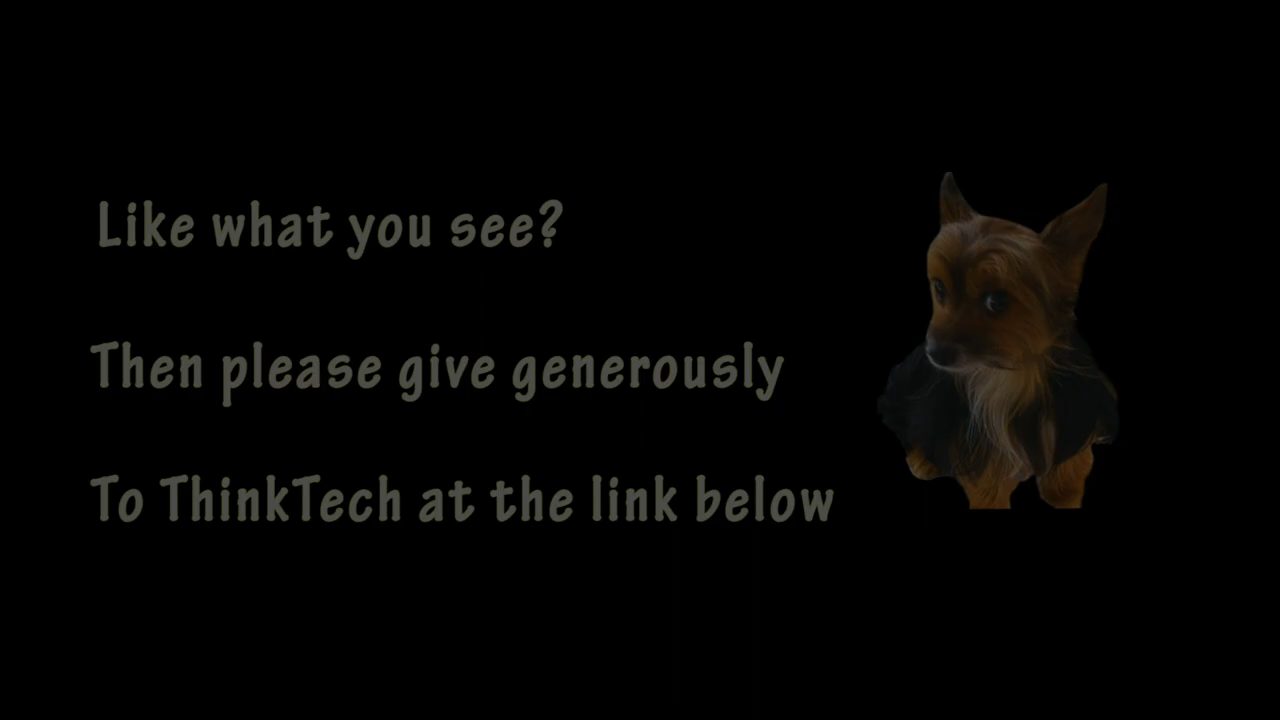 Like what you see?
Then please give generously
To ThinkTech at the link below